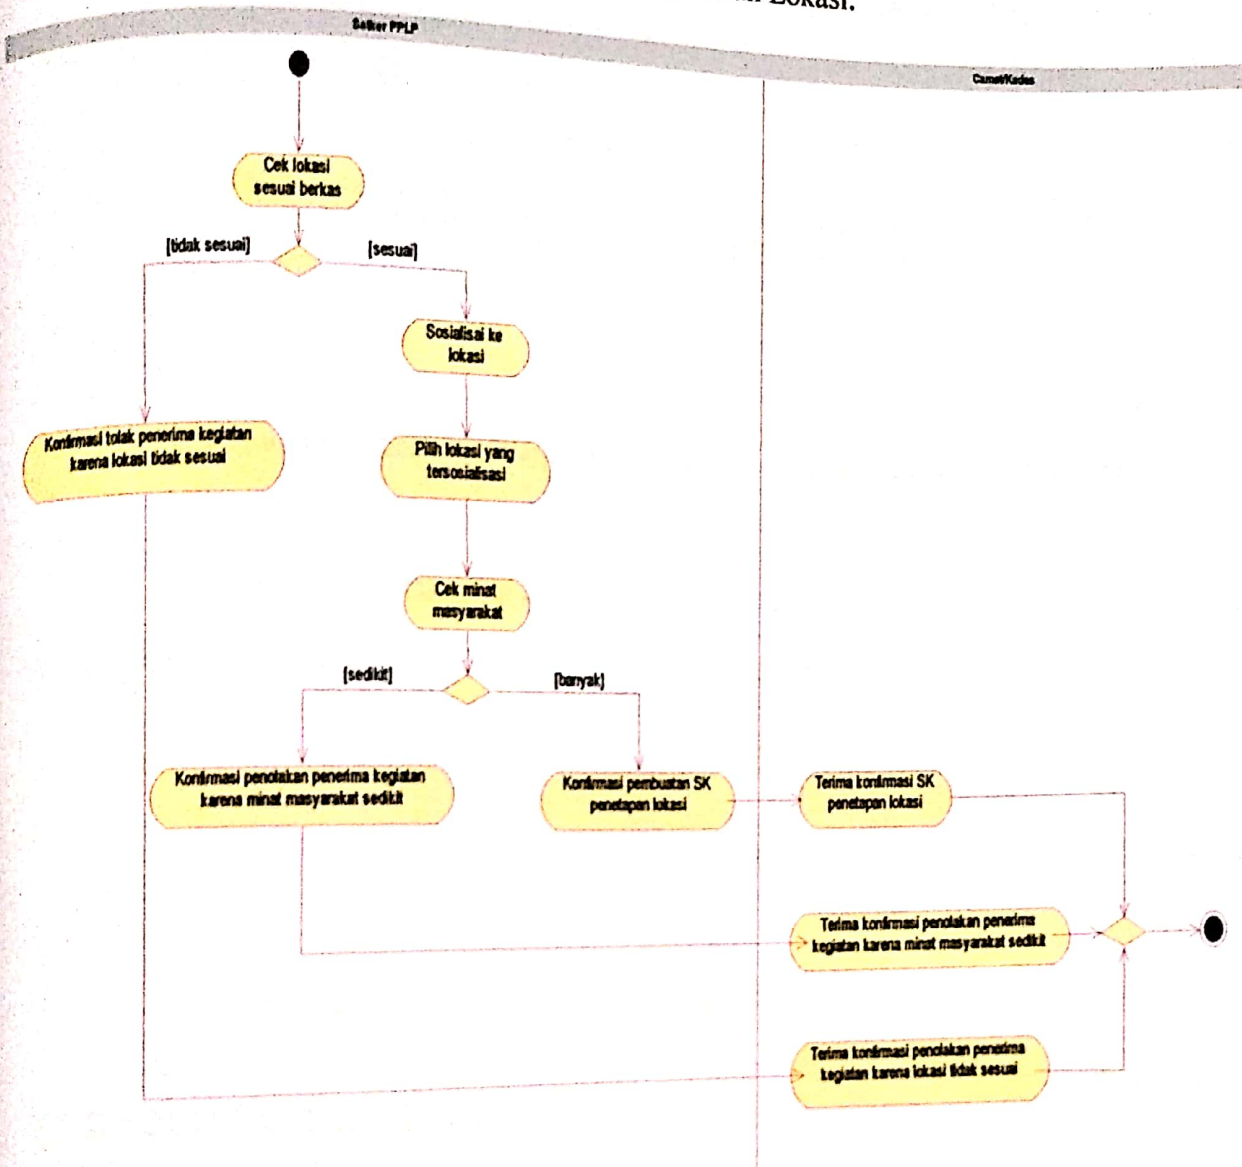 Lokasi.
Satker PPLP
Camat/Kades
Cek lokasi
sesuai berkas
[tidak sesuai]
[sesuai]
Sosialisai ke
lokasi
Konfirmasi tolak penerima kegiatan
karena lokasi tidak sesuai
Pilih lokasi yang
tersosialisasi
Cek minat
masyarakat
[sedikit]
[banyak]
Konfirmasi penolakan penerima kegiatan
karena minat masyarakat sedikit
Konfirmasi pembuatan SK
penetapan lokasi
Terima konfirmasi SK
penetapan lokasi
Terima konfirmasi penolakan penerima
kegiatan karena minat masyarakat sedikit
Terima konfirmasi penolakan penerima
kegiatan karena lokasi tidak sesuai